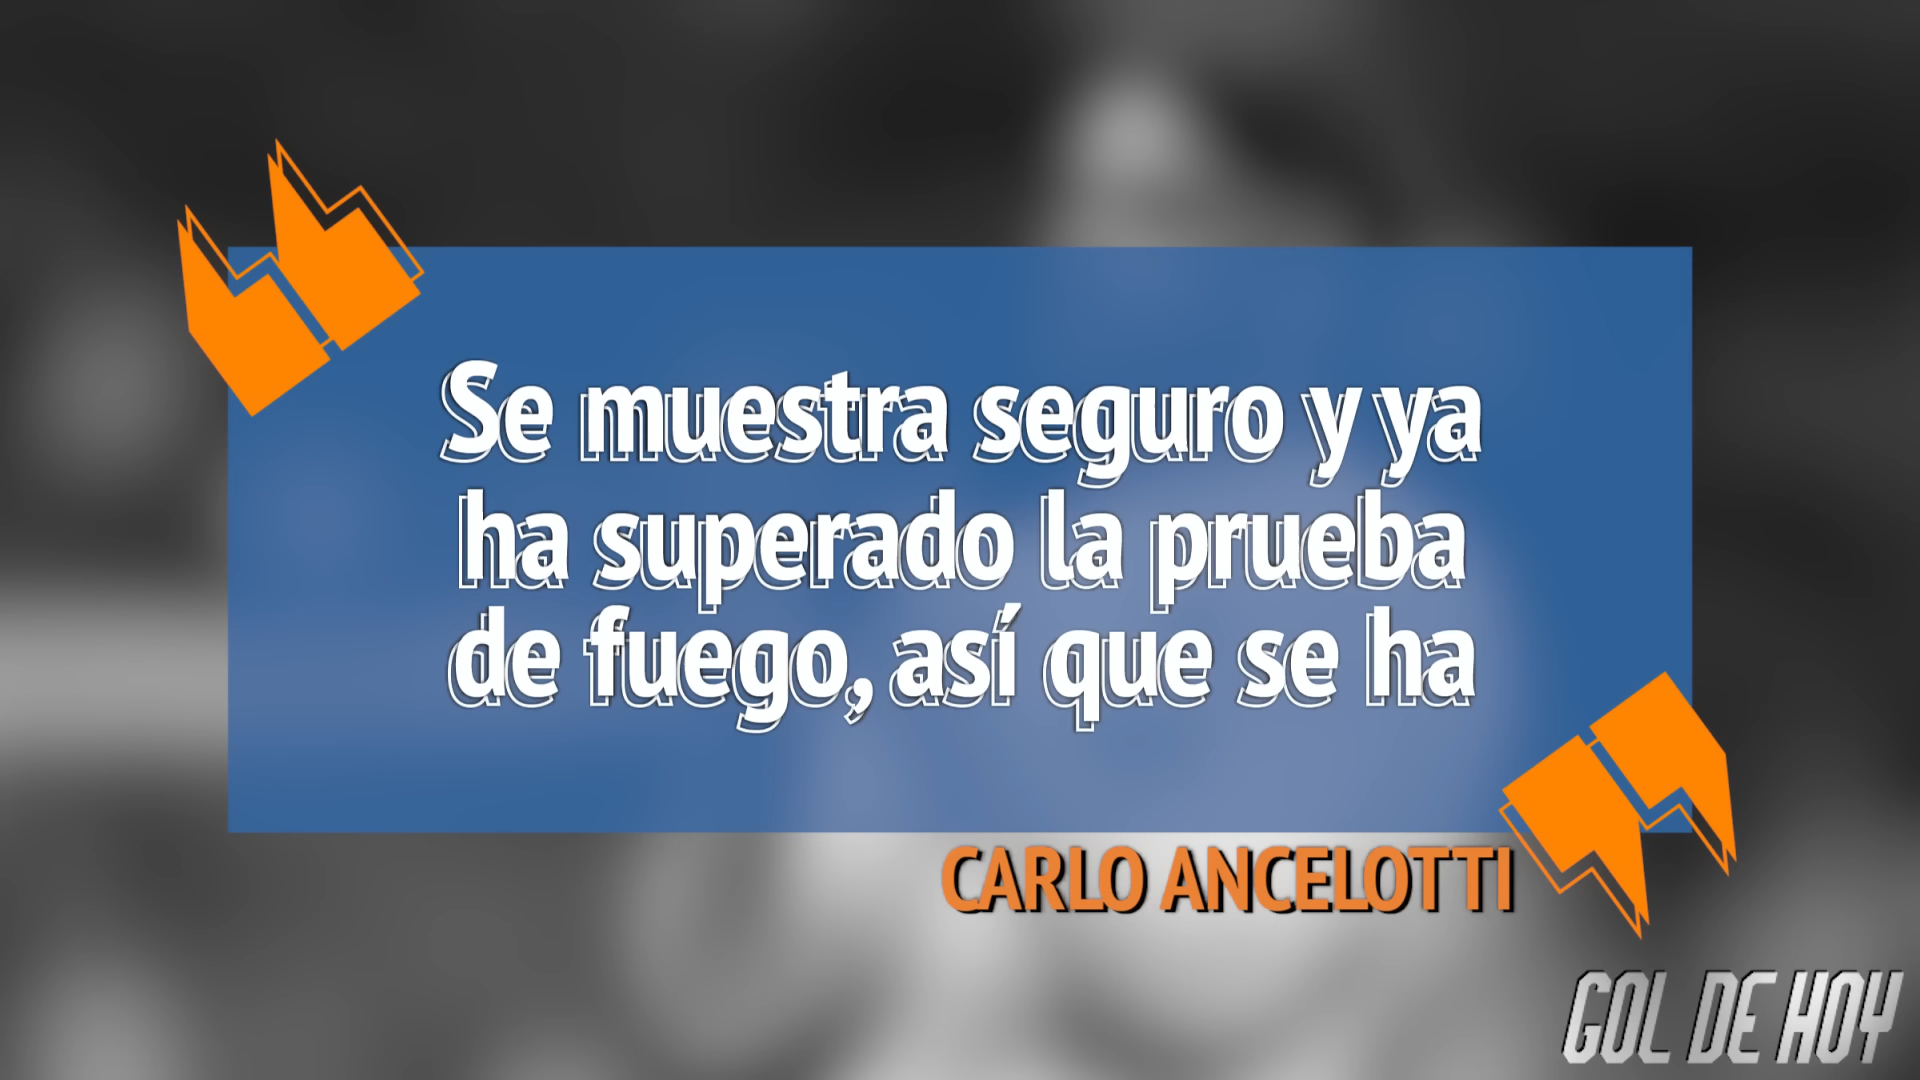 Se muestra seguro y ya
ha superado la prueba
de fuego, así que se ha
CARLO ANCELOTTI
GOL DE HOY